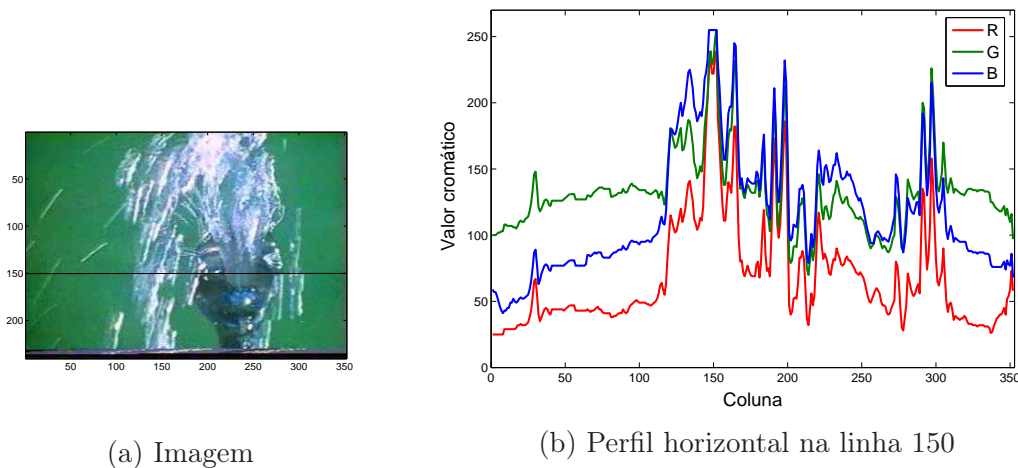 50
100
150
200
50 100 150 200 250 300 350
(a) Imagem
250
200
150
100
50
0
0 50 100 150 200 250 300 350
Valor cromático
Coluna
R
G
B
(b) Perfil horizontal na linha 150